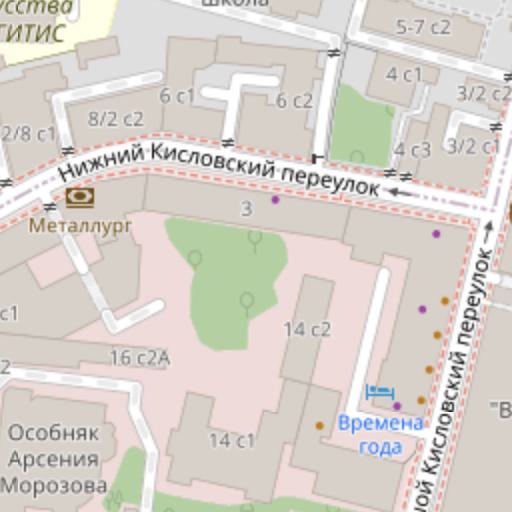 школа
усства
ГИТИС
5-7 с2
4 с1
3/2 с2
6 с1
6 с2
8/2 с2
2/8 с1
4 с3
3/2 с1
Нижний Кисловский переулок
3
Металлург
с1
14 с2
16 с2А
2
Времена
года
Особняк
Арсения
Морозова
14 с1
"В
ой Кисловский переулок